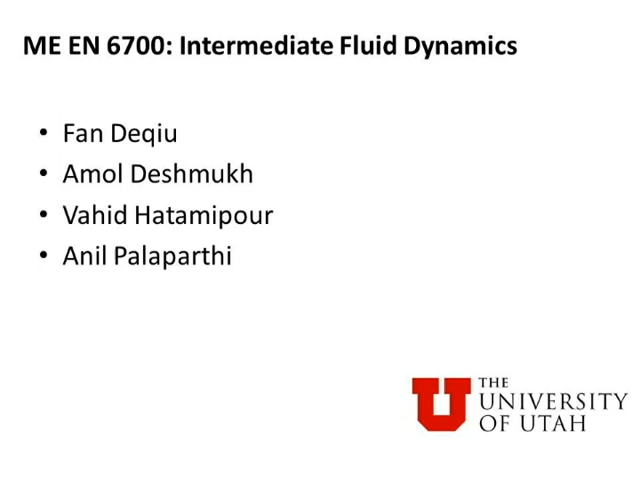 ME EN 6700: Intermediate Fluid Dynamics
• Fan Deqiu
• Amol Deshmukh
• Vahid Hatamipour
• Anil Palaparthi
U THE
UNIVERSITY
OF UTAH